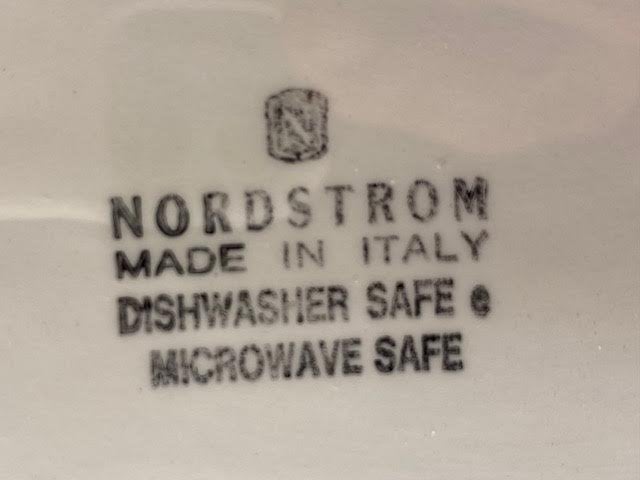 N
NORDSTROM
MADE IN ITALY
DISHWASHER SAFE e
MICROWAVE SAFE